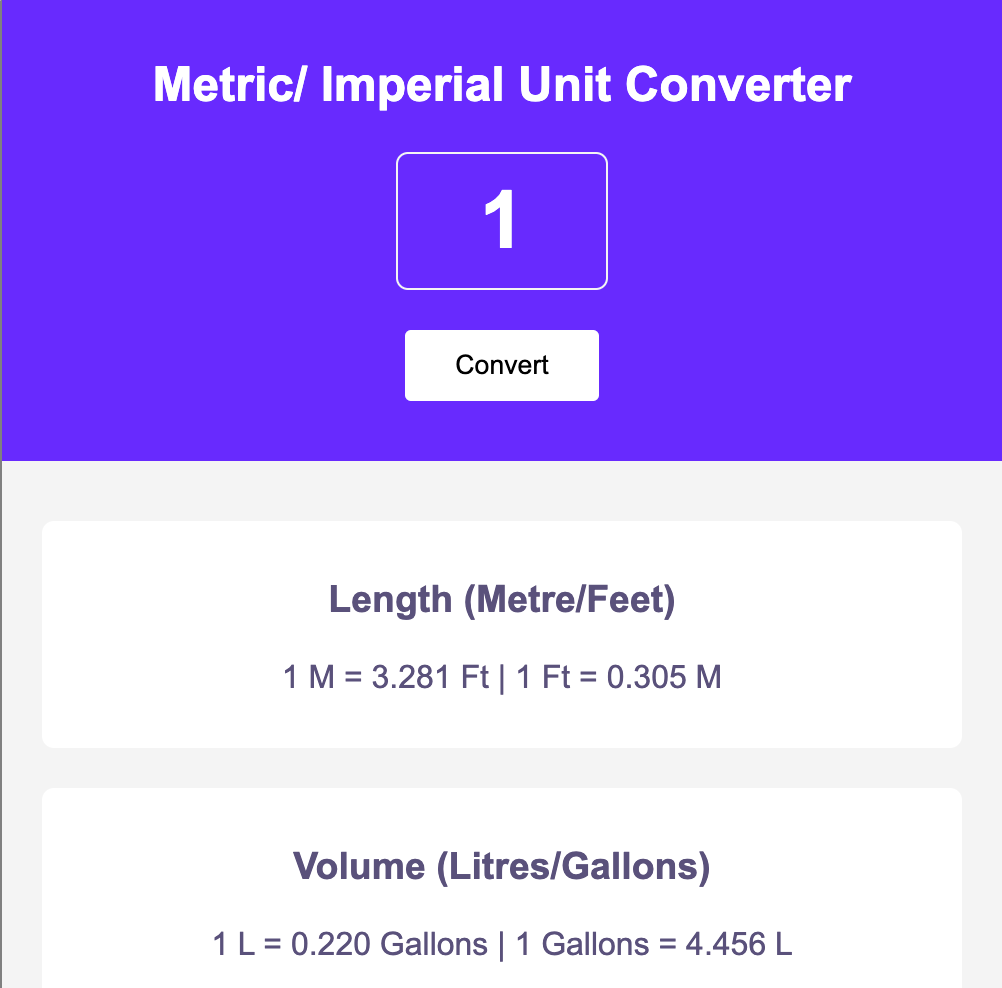 Metric/ Imperial Unit Converter
1
Convert
Length (Metre/Feet)
1 M = 3.281 Ft | 1 Ft = 0.305 M
Volume (Litres/Gallons)
1 L = 0.220 Gallons | 1 Gallons = 4.456 L